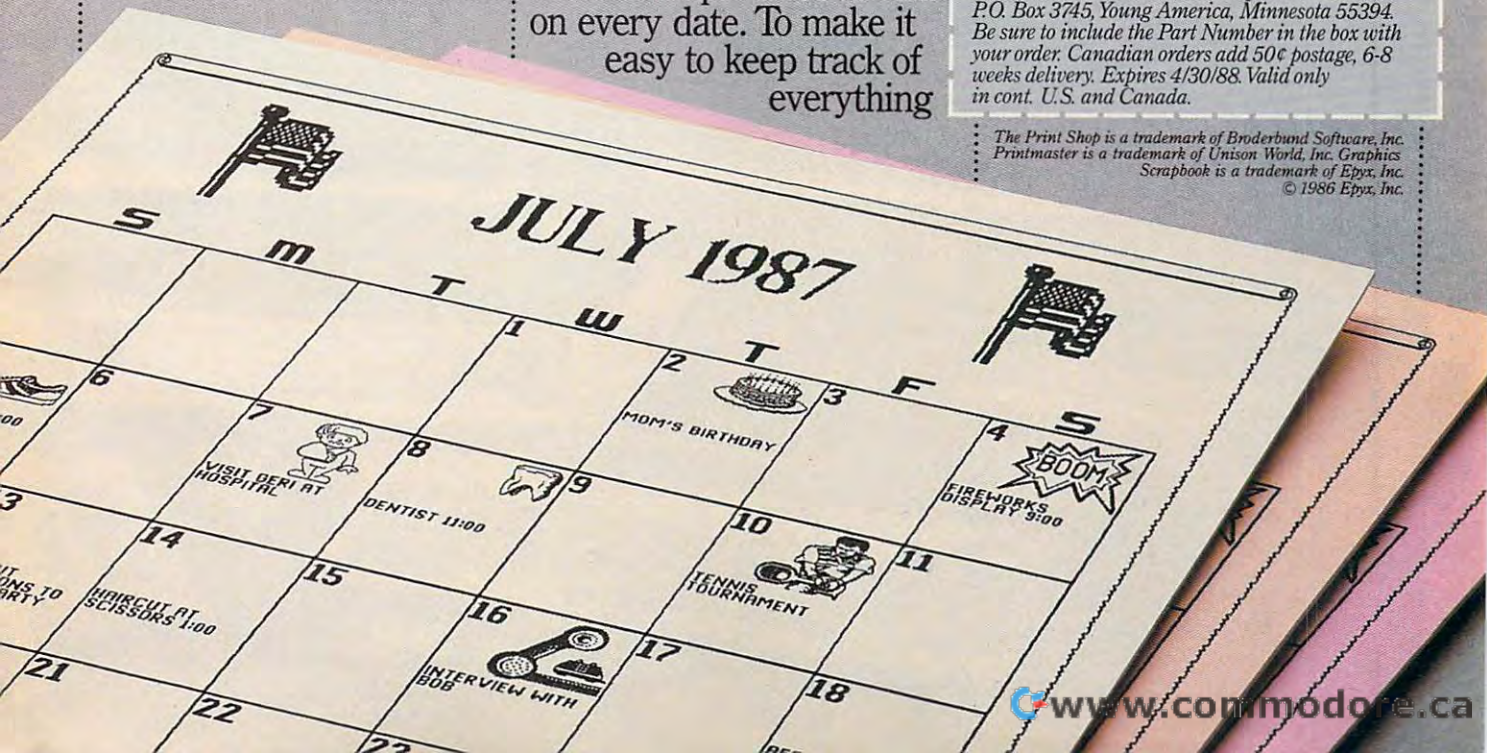 on every date. To make it
easy to keep track of
everything
P.O. Box 3745, Young America, Minnesota 55394.
Be sure to include the Part Number in the box with
your order. Canadian orders add 50¢ postage, 6-8
weeks delivery. Expires 4/30/88. Valid only
in cont. U.S. and Canada.
The Print Shop is a trademark of Broderbund Software, Inc.
Printmaster is a trademark of Unison World, Inc. Graphics
Scrapbook is a trademark of Epyx, Inc.
© 1986 Epyx, Inc.
JULY 1987
S m T W T F S
1
2
MOM'S BIRTHDAY
3
4
BOOM
FIREWORKS
DISPLAY 9:00
6
7
VISIT GERI AT
HOSPITAL
8
DENTIST 11:00
9
10
TENNIS
TOURNAMENT
11
14
HAIRCUT AT
SCISSORS 1:00
15
16
INTERVIEW WITH
BOB
17
18
21
22
www.commodore.ca